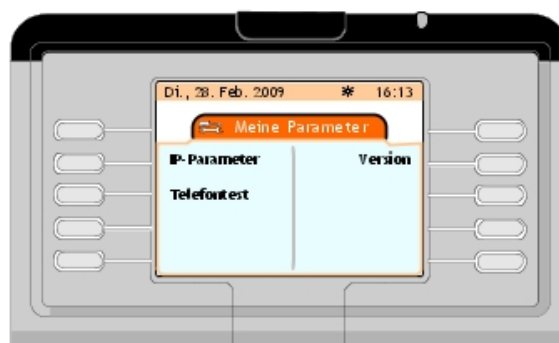 Di., 28. Feb. 2009 16:13
Meine Parameter
IP-Parameter Version
Telefontest